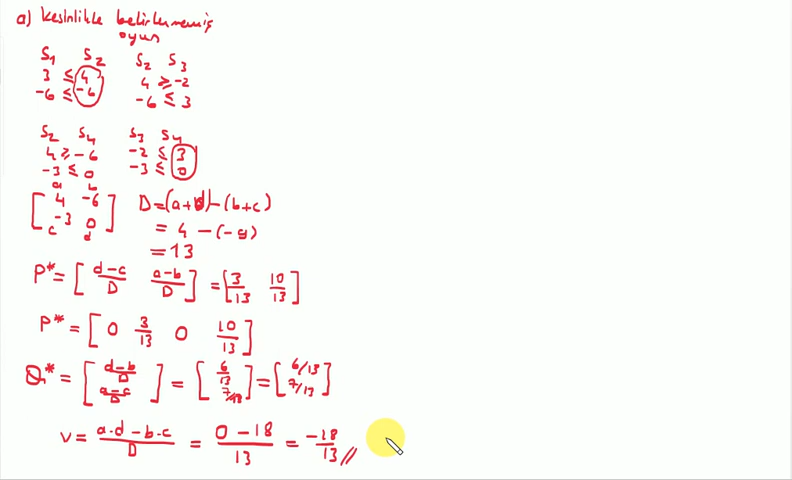 a) kesinlikle belirlenmemiş
oyun
S1 S2 S2 S3
3 ≤ 4 4 ≥ -2
-6 ≤ -6 -6 ≤ 3
S2 S4 S3 S4
4 ≥ -6 -2 ≤ 3
-3 ≤ 0 -3 ≤ 0
a b
[ 4 -6 ] D=(a+d)-(b+c)
[ -3 0 ] = 4 -(-9)
c d
=13
P* = [ d-c/D a-b/D ] = [ 3/13 10/13 ]
P* = [ 0 3/13 0 10/13 ]
Q* = [ d-b/D a-c/D ] = [ 6/13 7/13 ] = [ 6/13 7/13 ]
v = a·d-b·c/D = 0-18/13 = -18/13 //